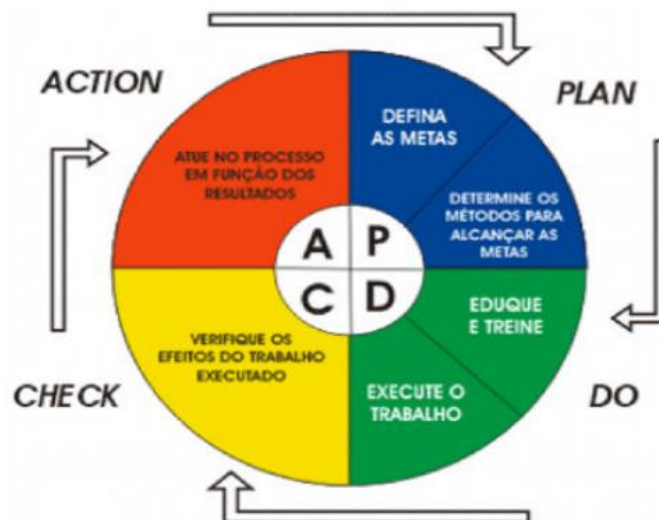 ACTION
PLAN
DEFINA
AS METAS
DETERMINE OS
MÉTODOS PARA
ALCANÇAR AS
METAS
ATUE NO PROCESSO
EM FUNÇÃO DOS
RESULTADOS
A P
C D
EDUQUE
E TREINE
EXECUTE O
TRABALHO
VERIFIQUE OS
EFEITOS DO TRABALHO
EXECUTADO
CHECK
DO